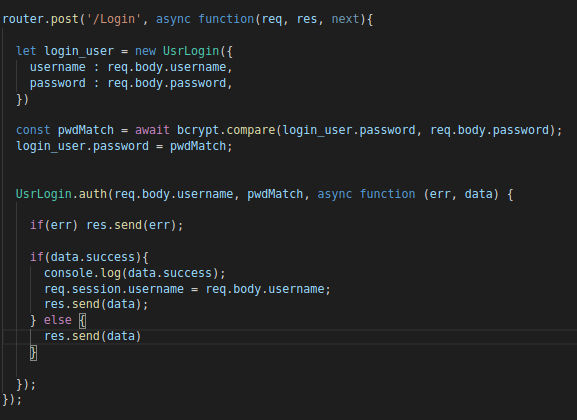 router.post('/Login', async function(req, res, next){
let login_user = new UsrLogin({
username : req.body.username,
password : req.body.password,
})
const pwdMatch = await bcrypt.compare(login_user.password, req.body.password);
login_user.password = pwdMatch;
UsrLogin.auth(req.body.username, pwdMatch, async function (err, data) {
if(err) res.send(err);
if(data.success){
console.log(data.success);
req.session.username = req.body.username;
res.send(data);
} else {
res.send(data)
}
});
});